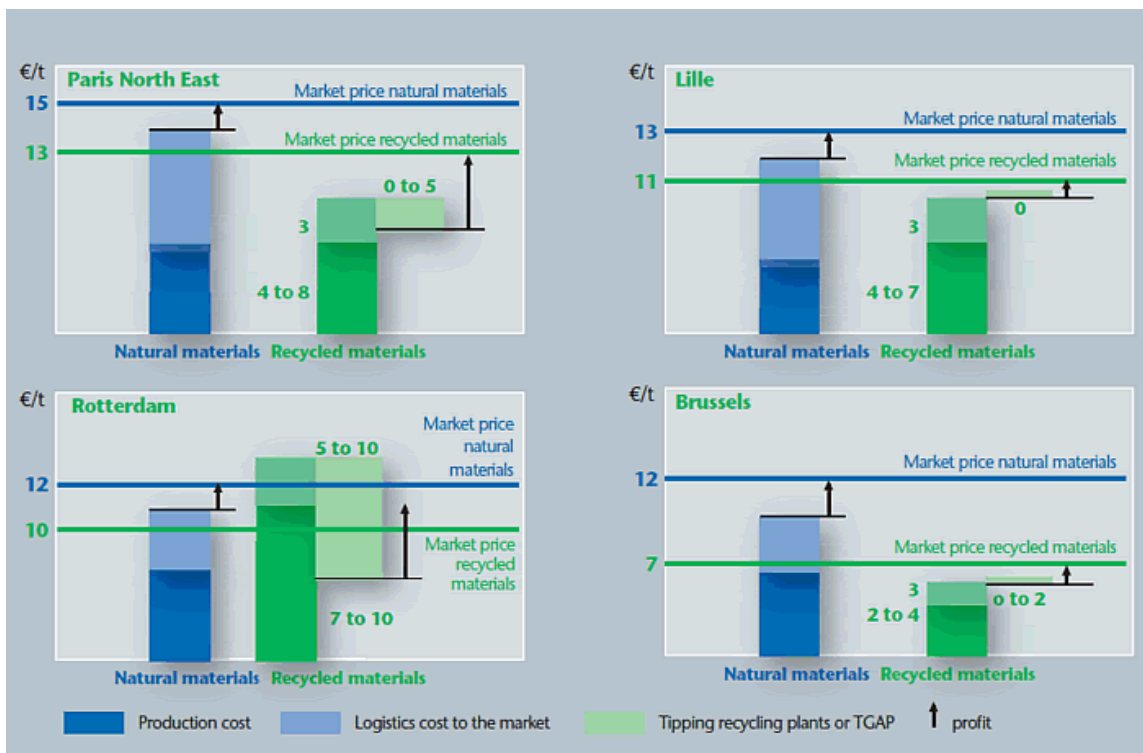 €/t
Paris North East
15
Market price natural materials
13
Market price recycled materials
0 to 5
3
4 to 8
Natural materials Recycled materials
€/t
Lille
13
Market price natural materials
11
Market price recycled materials
3
0
4 to 7
Natural materials Recycled materials
€/t
Rotterdam
Market price
natural
materials
5 to 10
12
10
Market price
recycled
materials
7 to 10
Natural materials Recycled materials
€/t
Brussels
Market price natural materials
12
Market price recycled materials
7
3
o to 2
2 to 4
Natural materials Recycled materials
Production cost Logistics cost to the market Tipping recycling plants or TGAP profit